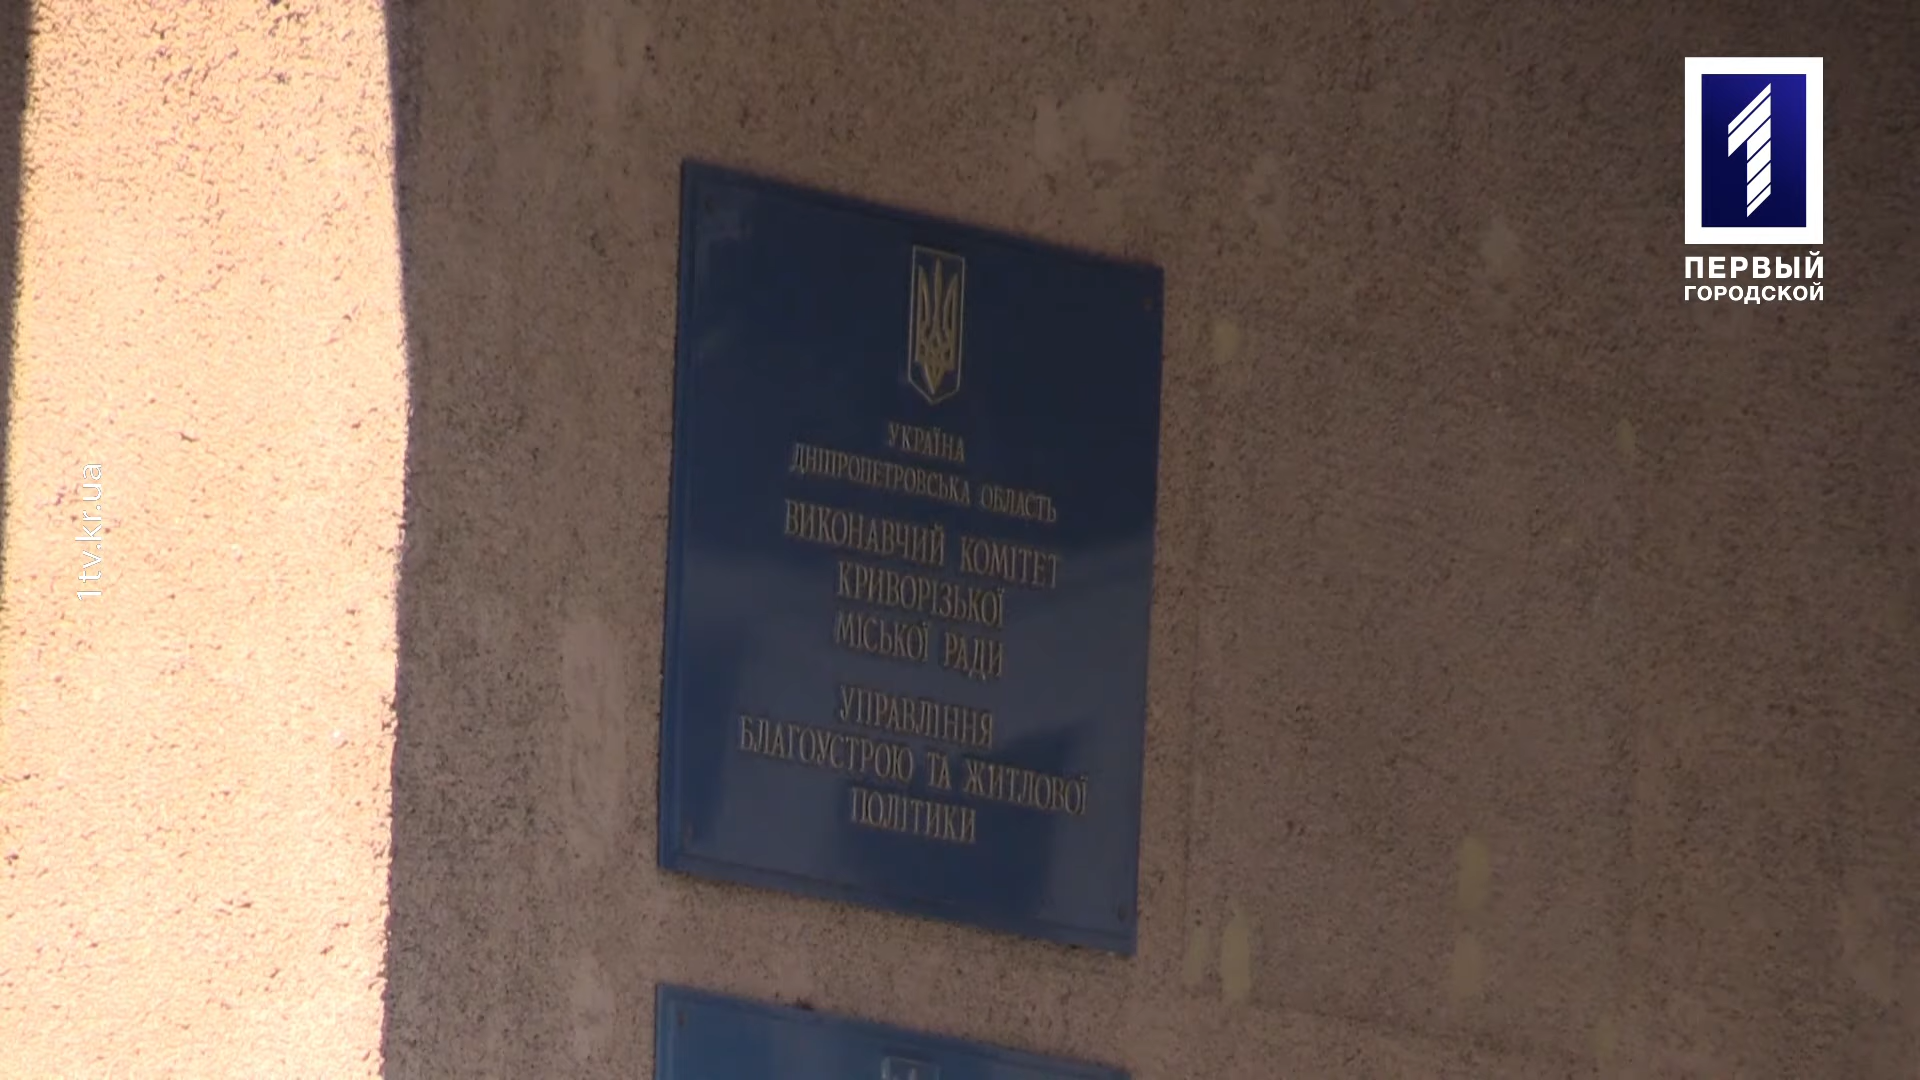 УКРАЇНА
ДНІПРОПЕТРОВСЬКА ОБЛАСТЬ
ВИКОНАВЧИЙ КОМІТЕТ
КРИВОРІЗЬКОЇ
МІСЬКОЇ РАДИ
УПРАВЛІННЯ
БЛАГОУСТРОЮ ТА ЖИТЛОВОЇ
ПОЛІТИКИ
1
ПЕРВЫЙ
ГОРОДСКОЙ
1tv.kr.ua